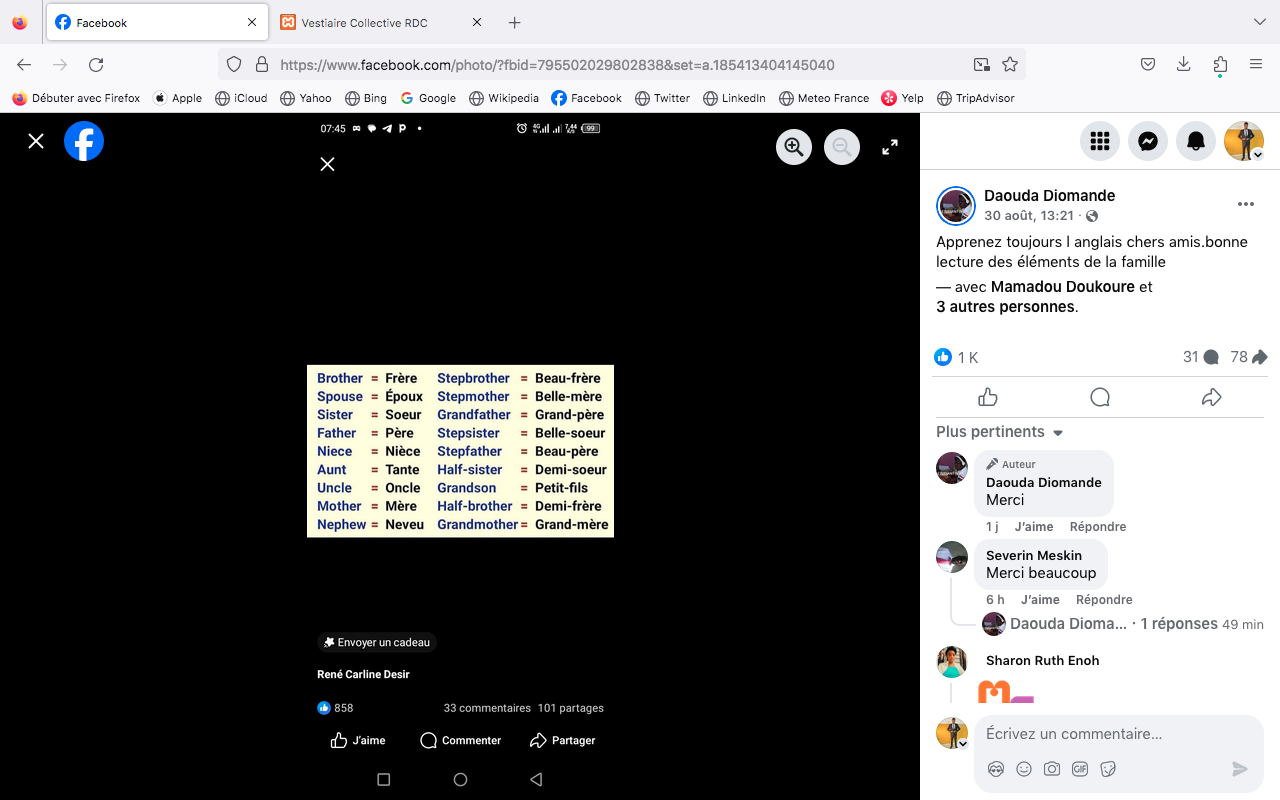 Facebook
Vestiaire Collective RDC
https://www.facebook.com/photo/?fbid=795502029802838&set=a.185413404145040
Débuter avec Firefox Apple iCloud Yahoo Bing Google Wikipedia Facebook Twitter LinkedIn Meteo France Yelp TripAdvisor
07:45
4G 7,44 99
Brother = Frère Stepbrother = Beau-frère
Spouse = Époux Stepmother = Belle-mère
Sister = Soeur Grandfather = Grand-père
Father = Père Stepsister = Belle-soeur
Niece = Nièce Stepfather = Beau-père
Aunt = Tante Half-sister = Demi-soeur
Uncle = Oncle Grandson = Petit-fils
Mother = Mère Half-brother = Demi-frère
Nephew = Neveu Grandmother = Grand-mère
Envoyer un cadeau
René Carline Desir
858 33 commentaires 101 partages
J'aime Commenter Partager
Daouda Diomande
30 août, 13:21 ·
Apprenez toujours l anglais chers amis.bonne
lecture des éléments de la famille
— avec Mamadou Doukoure et
3 autres personnes.
1 K 31 78
Plus pertinents
Auteur
Daouda Diomande
Merci
1 j J'aime Répondre
Severin Meskin
Merci beaucoup
6 h J'aime Répondre
Daouda Dioma... · 1 réponses 49 min
Sharon Ruth Enoh
Écrivez un commentaire...
GIF